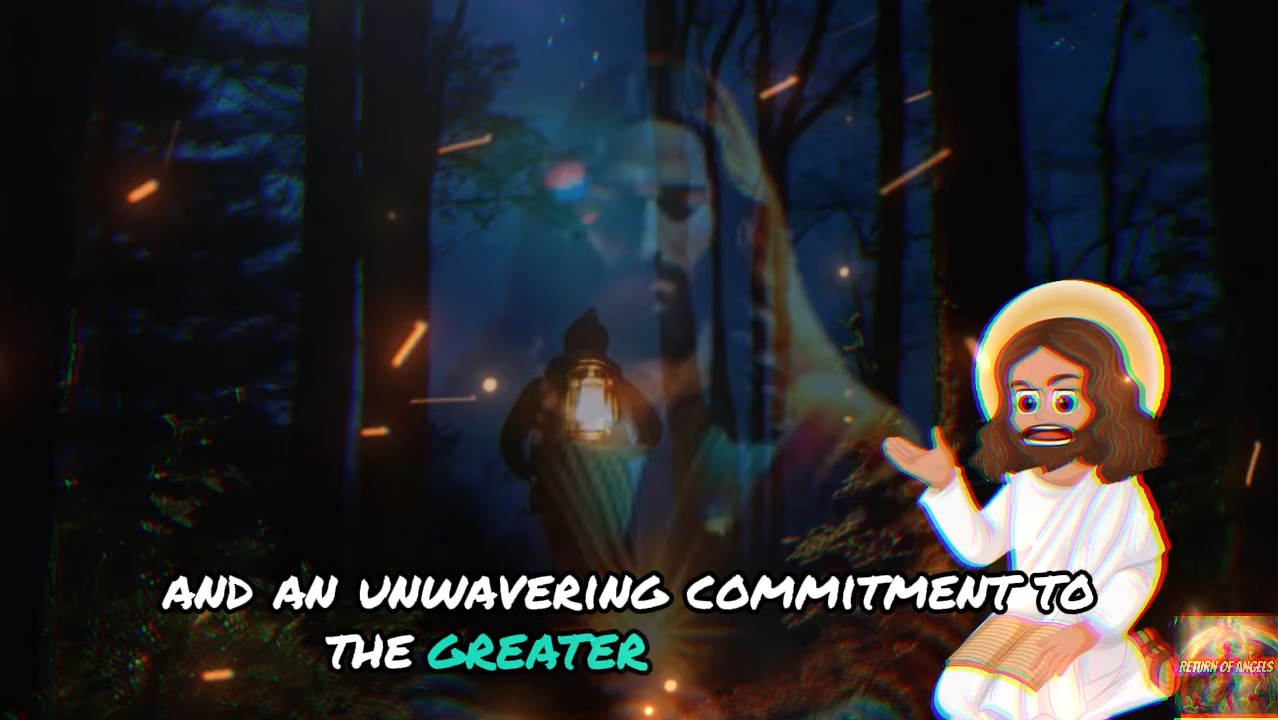 AND AN UNWAVERING COMMITMENT TO
THE GREATER
RETURN OF ANGELS